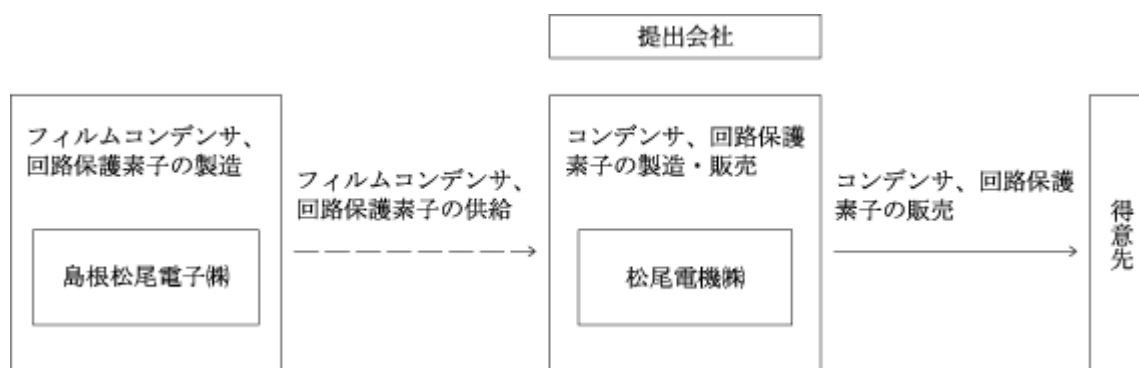 提出会社
フィルムコンデンサ、
回路保護素子の製造
島根松尾電子㈱
フィルムコンデンサ、
回路保護素子の供給
コンデンサ、回路保護
素子の製造・販売
松尾電機㈱
コンデンサ、回路保護
素子の販売
得意先